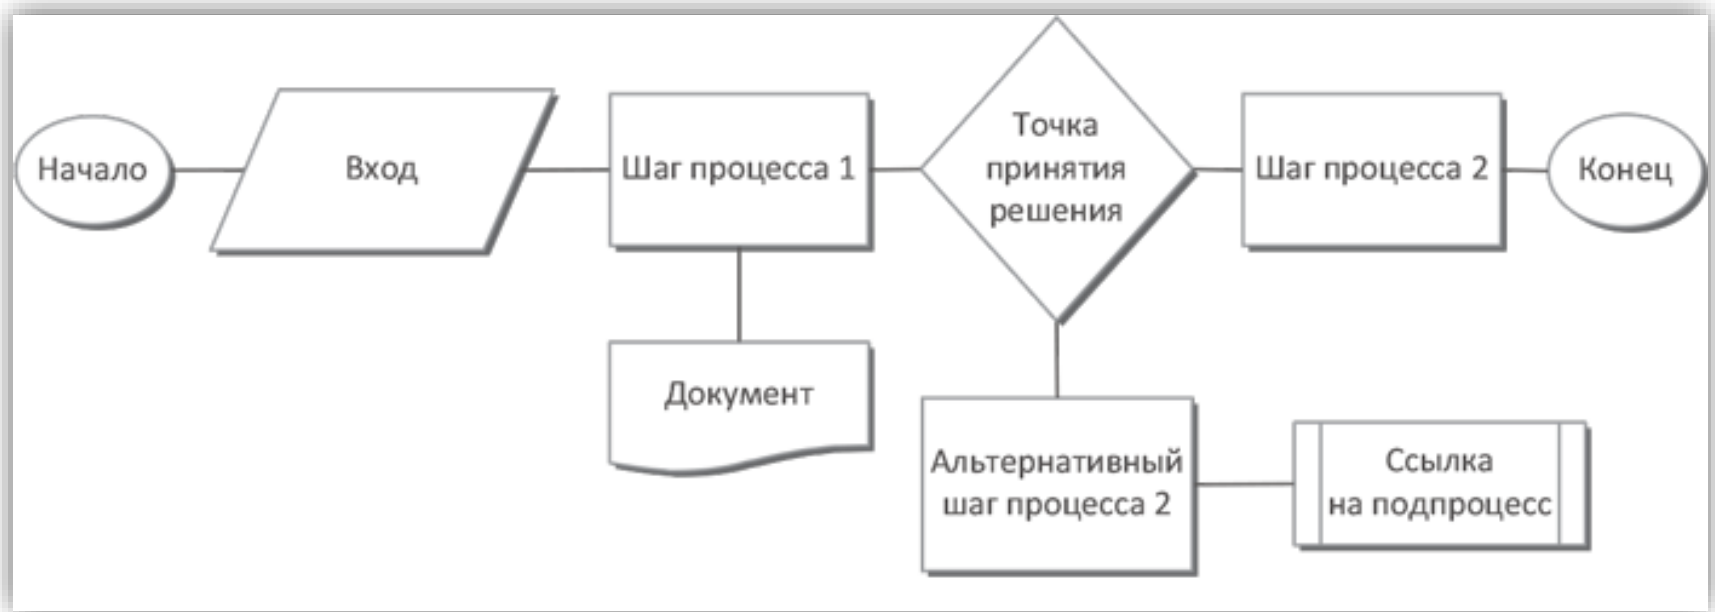 Начало
Вход
Шаг процесса 1
Точка
принятия
решения
Шаг процесса 2
Конец
Документ
Альтернативный
шаг процесса 2
Ссылка
на подпроцесс